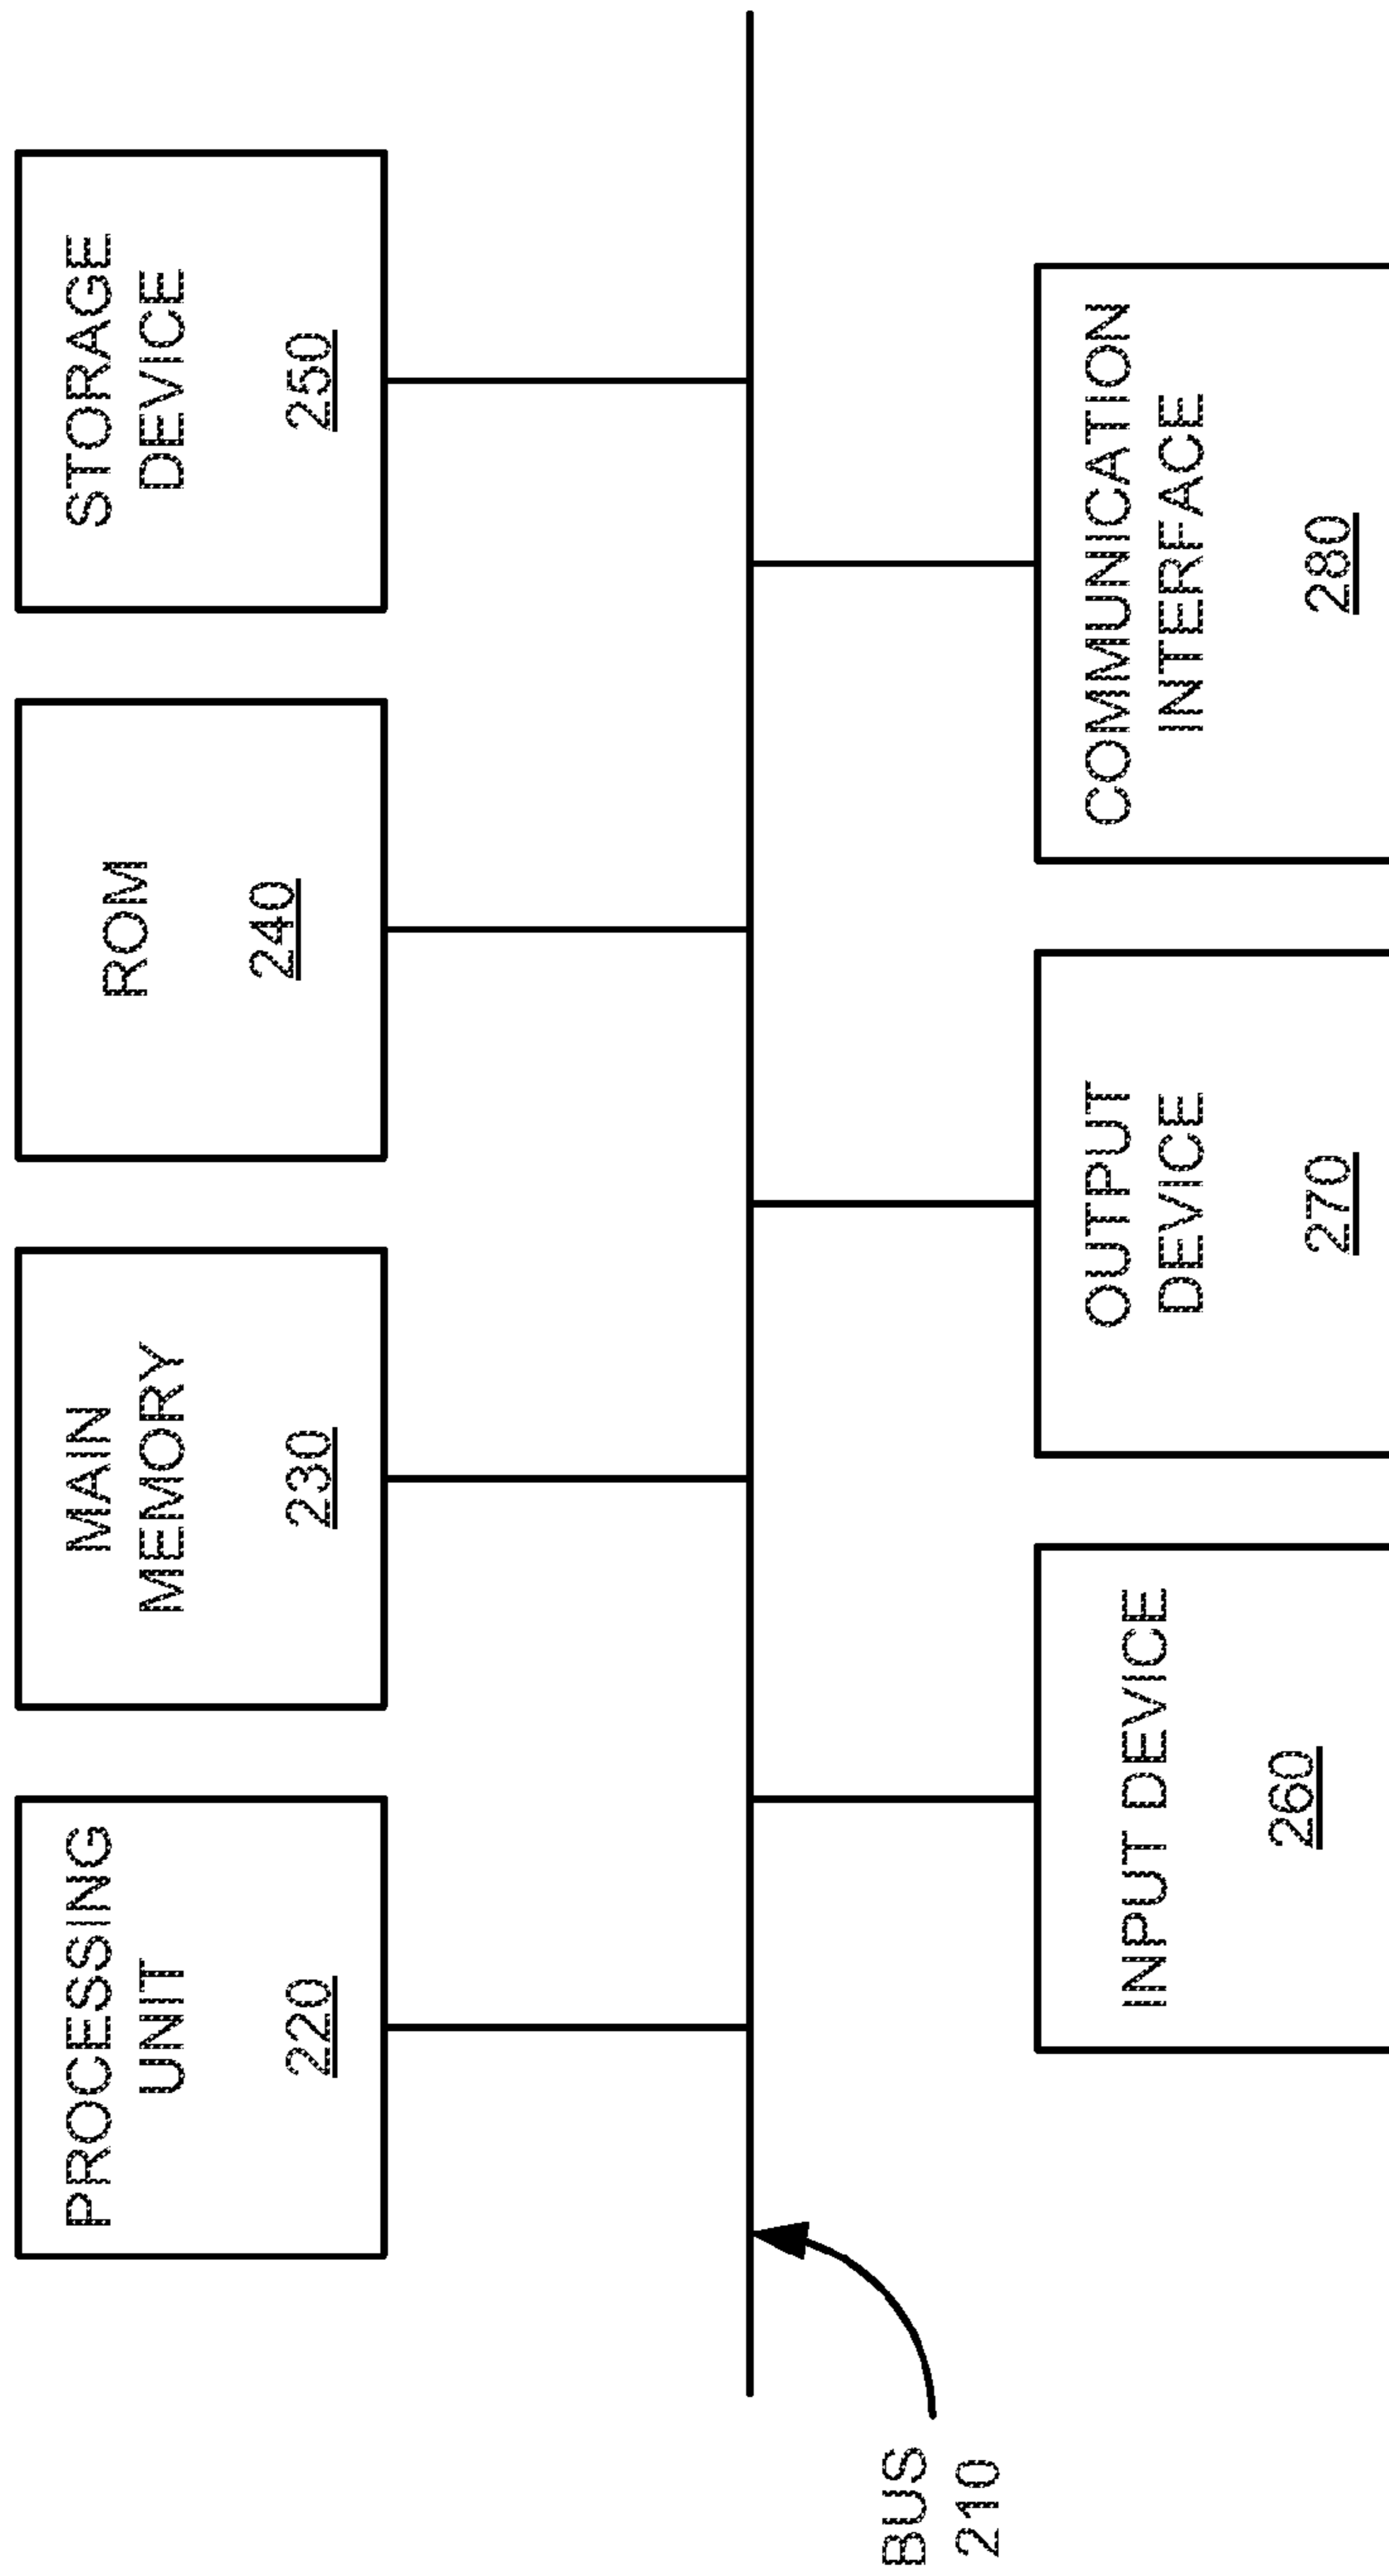 PROCESSING
UNIT
220
MAIN
MEMORY
230
ROM
240
STORAGE
DEVICE
250
BUS
210
INPUT DEVICE
260
OUTPUT
DEVICE
270
COMMUNICATION
INTERFACE
280